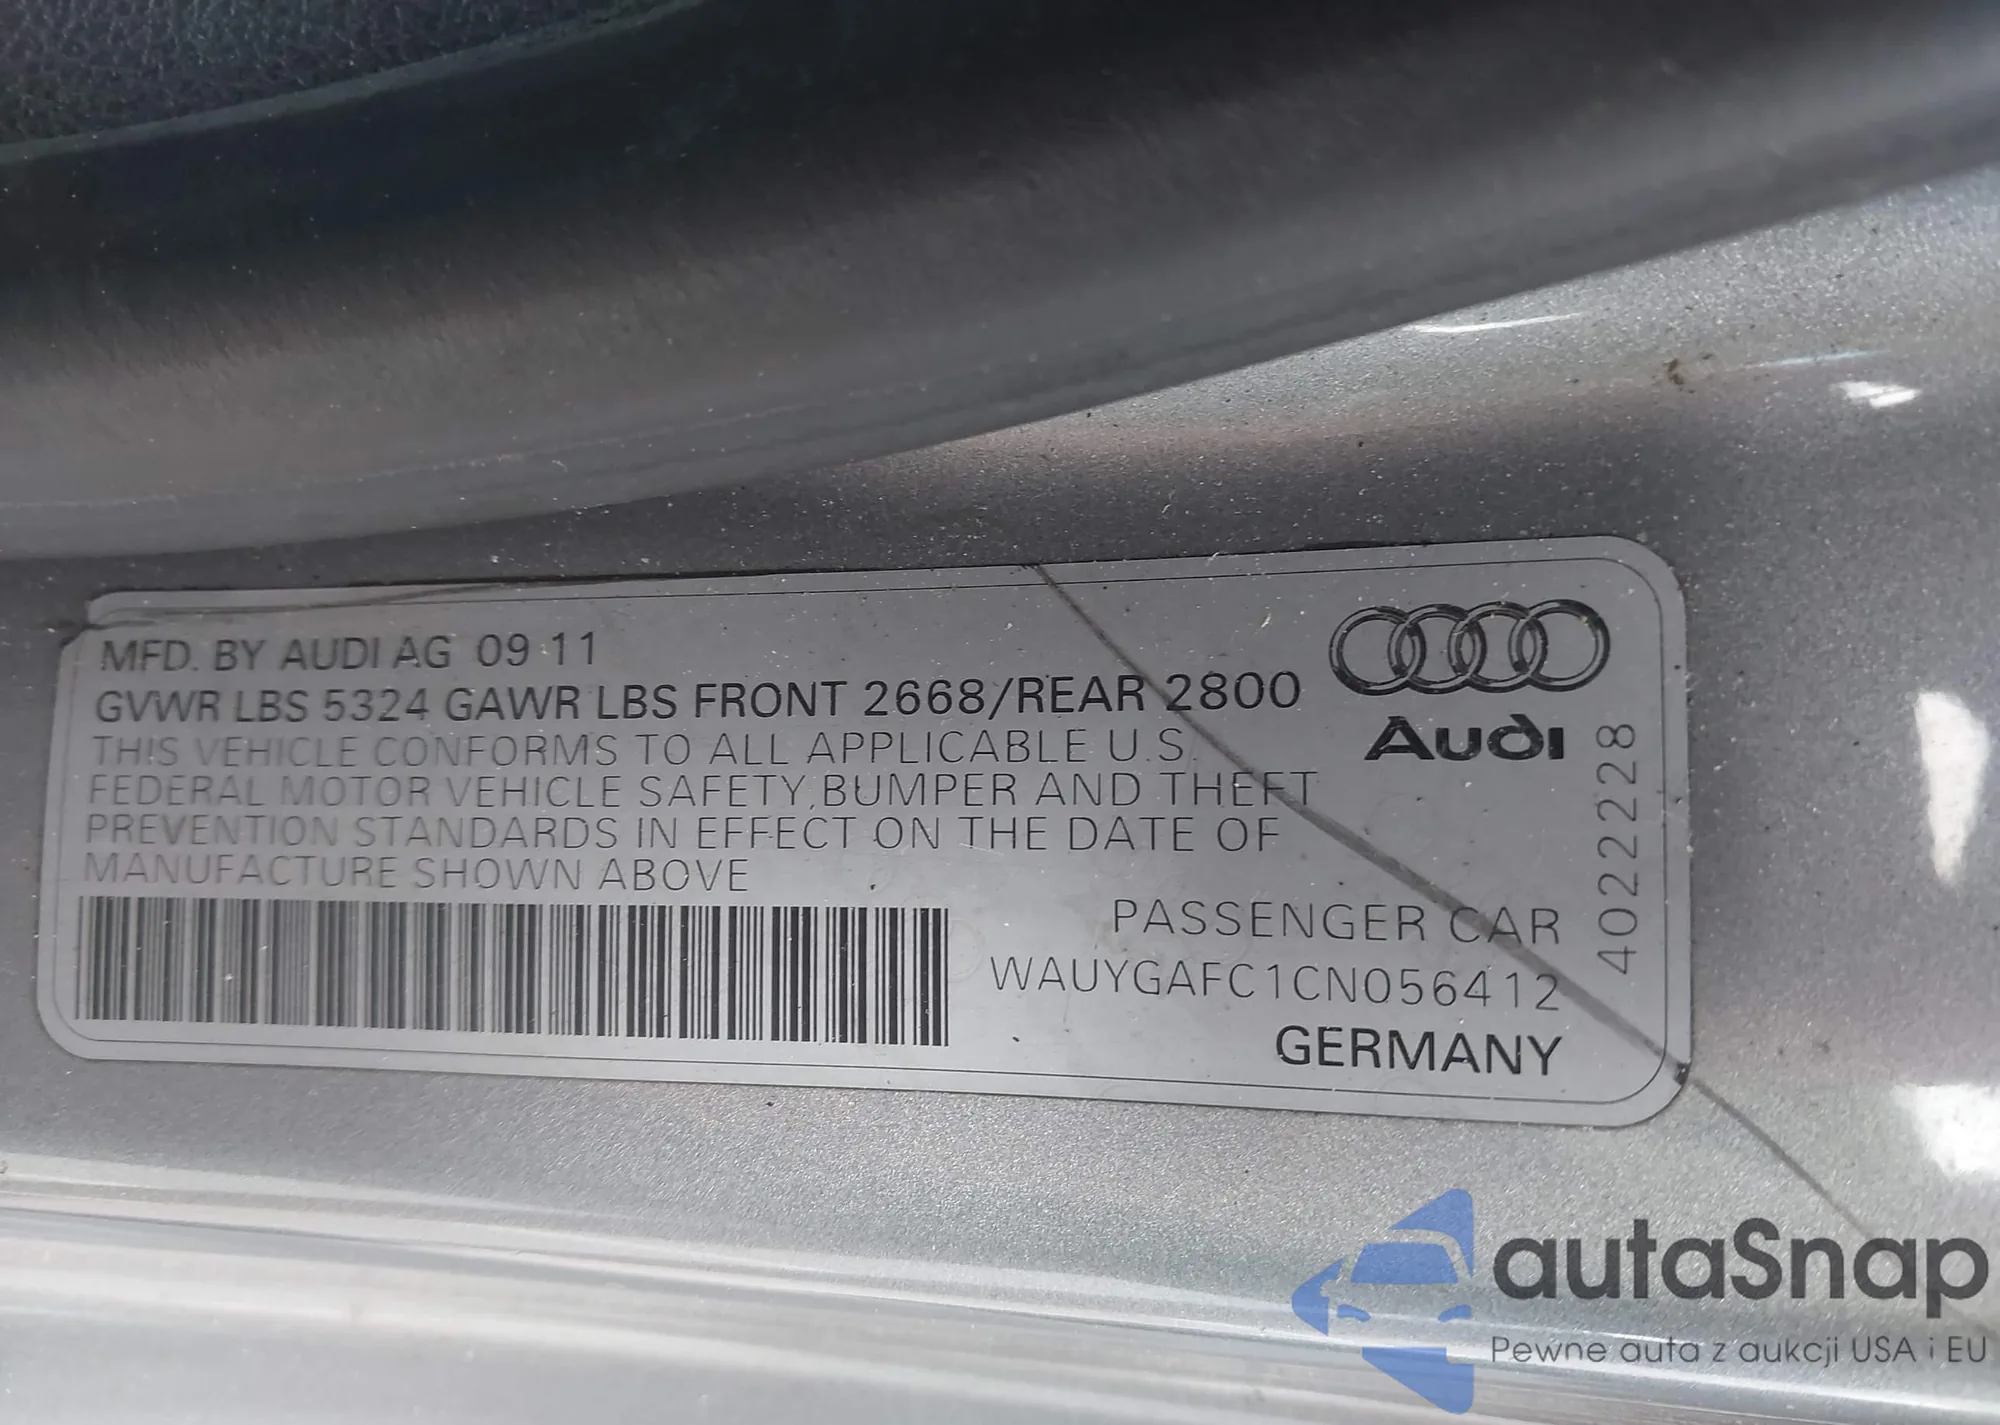 MFD. BY AUDI AG 09 11
GVWR LBS 5324 GAWR LBS FRONT 2668/REAR 2800
THIS VEHICLE CONFORMS TO ALL APPLICABLE U.S.
FEDERAL MOTOR VEHICLE SAFETY,BUMPER AND THEFT
PREVENTION STANDARDS IN EFFECT ON THE DATE OF
MANUFACTURE SHOWN ABOVE
PASSENGER CAR
WAUYGAFC1CN056412
GERMANY
Audi
4022228
autaSnap
Pewne auta z aukcji USA i EU